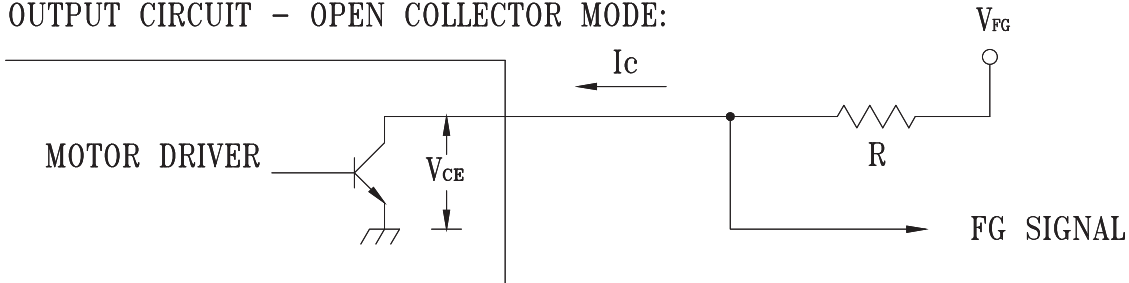 OUTPUT CIRCUIT - OPEN COLLECTOR MODE:
VFG
Ic
MOTOR DRIVER
VCE
R
FG SIGNAL